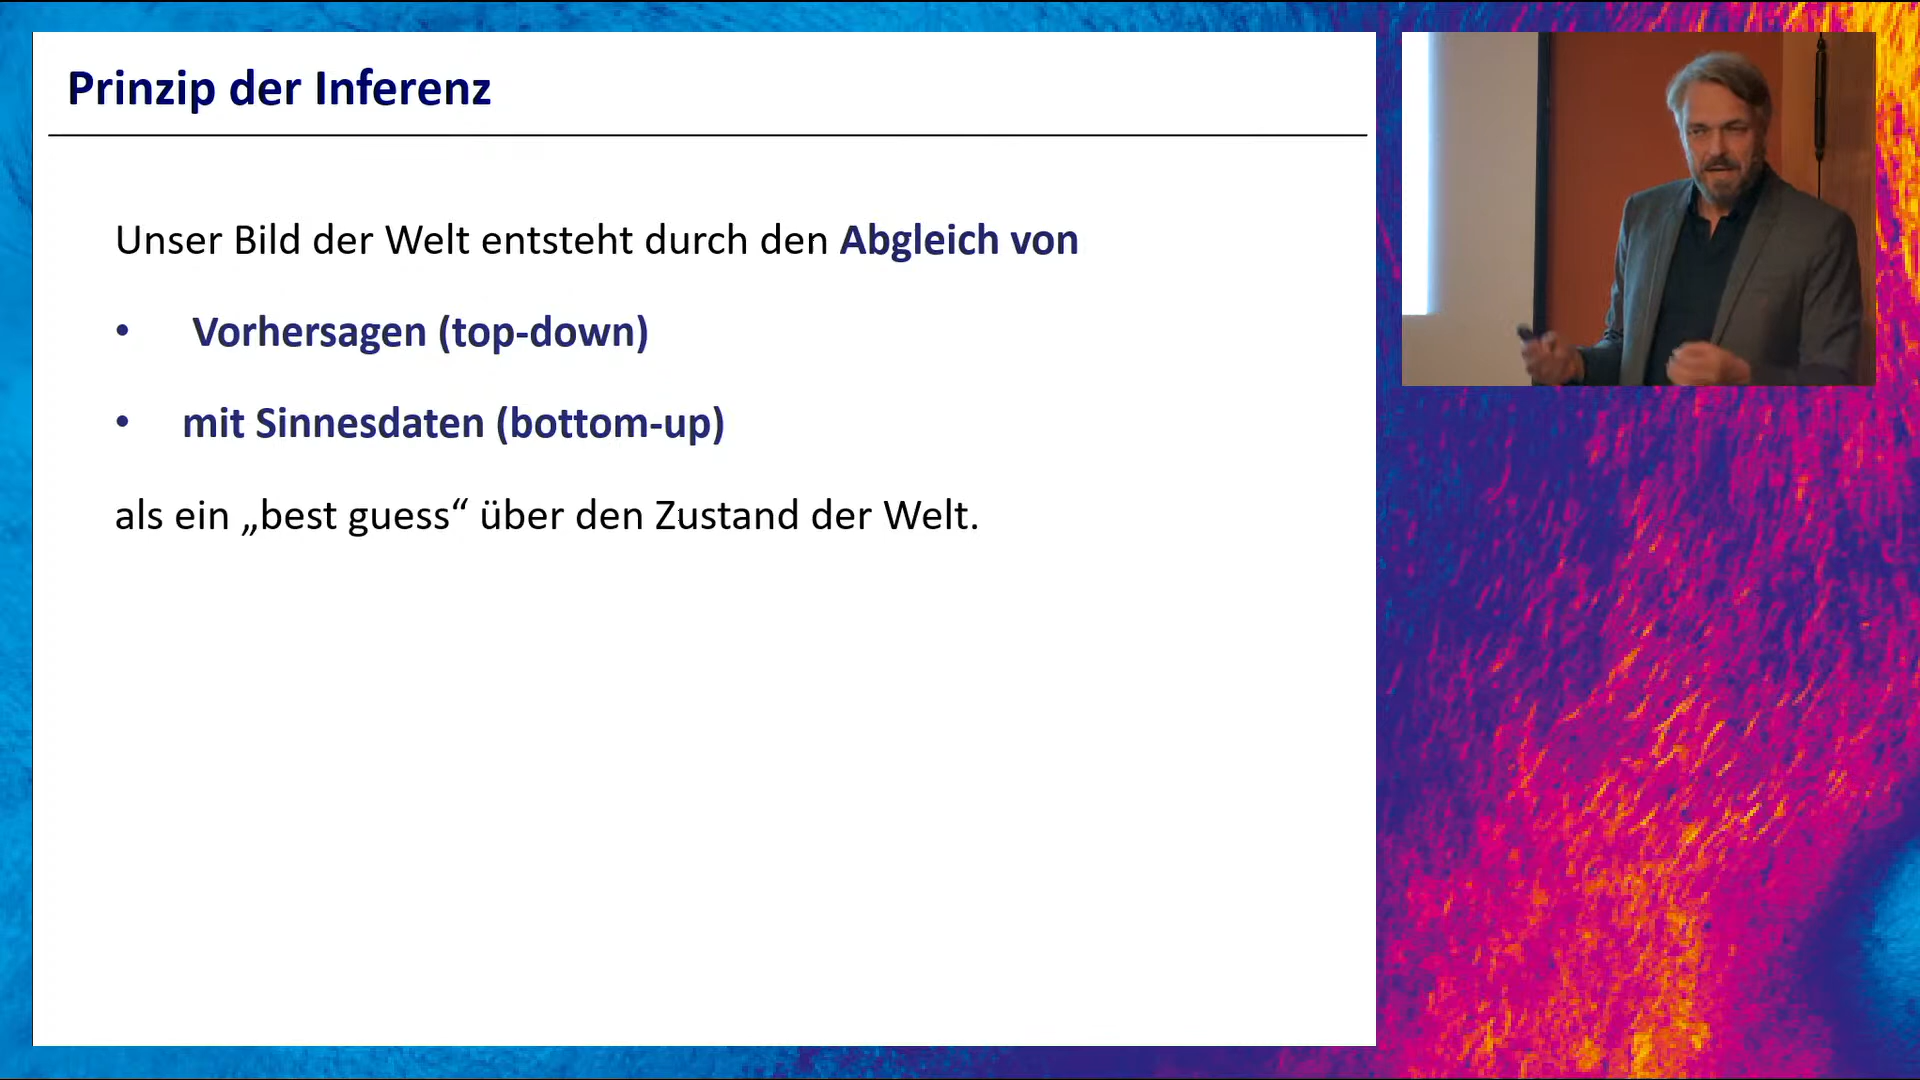 Prinzip der Inferenz
Unser Bild der Welt entsteht durch den Abgleich von
• Vorhersagen (top-down)
• mit Sinnesdaten (bottom-up)
als ein „best guess“ über den Zustand der Welt.